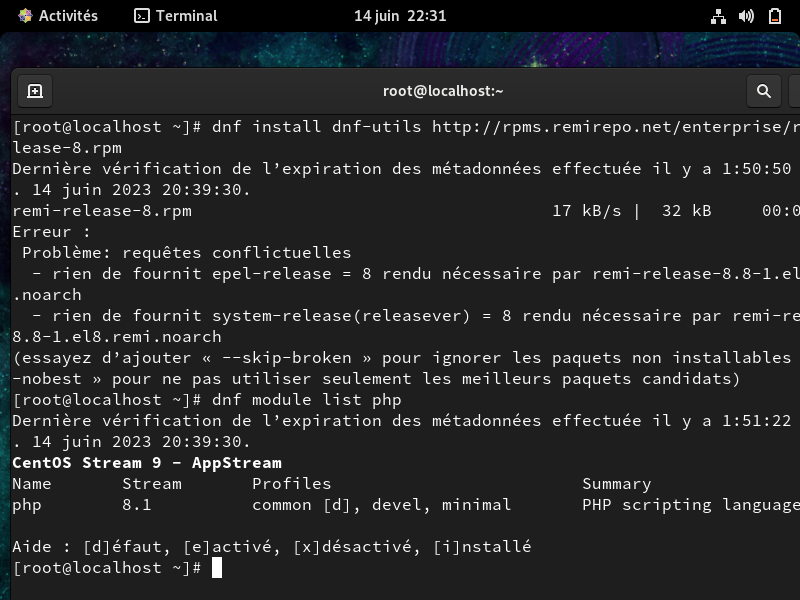 Activités
Terminal
14 juin 22:31
root@localhost:~
[root@localhost ~]# dnf install dnf-utils http://rpms.remirepo.net/enterprise/r
lease-8.rpm
Dernière vérification de l’expiration des métadonnées effectuée il y a 1:50:50
. 14 juin 2023 20:39:30.
remi-release-8.rpm 17 kB/s | 32 kB 00:0
Erreur :
Problème: requêtes conflictuelles
- rien de fournit epel-release = 8 rendu nécessaire par remi-release-8.8-1.el
.noarch
- rien de fournit system-release(releasever) = 8 rendu nécessaire par remi-re
8.8-1.el8.remi.noarch
(essayez d’ajouter « --skip-broken » pour ignorer les paquets non installables
-nobest » pour ne pas utiliser seulement les meilleurs paquets candidats)
[root@localhost ~]# dnf module list php
Dernière vérification de l’expiration des métadonnées effectuée il y a 1:51:22
. 14 juin 2023 20:39:30.
CentOS Stream 9 - AppStream
Name Stream Profiles Summary
php 8.1 common [d], devel, minimal PHP scripting language
Aide : [d]éfaut, [e]activé, [x]désactivé, [i]nstallé
[root@localhost ~]#